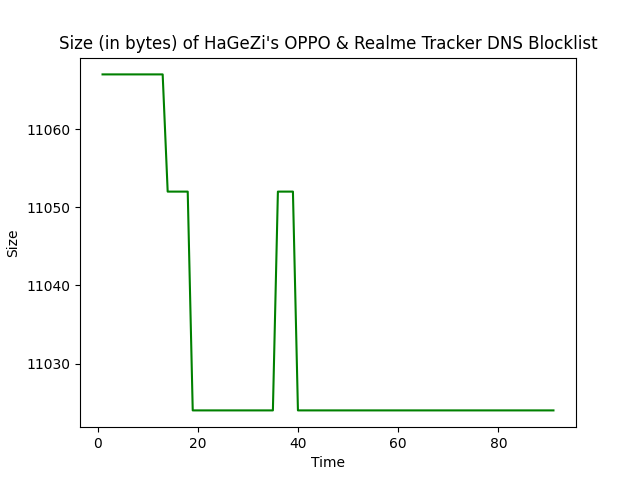 Size (in bytes) of HaGeZi's OPPO & Realme Tracker DNS Blocklist
11060
11050
11040
11030
Size
0 20 40 60 80
Time